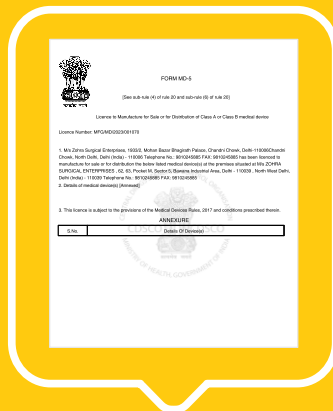 FORM MD-5
[See sub-rule (4) of rule 20 and sub-rule (6) of rule 20]
Licence to Manufacture for Sale or for Distribution of Class A or Class B medical device
Licence Number: MFG/MD/2023/001070
1. M/s Zohra Surgical Enterprises, 1933/2, Mohan Bazar Bhagirath Palace, Chandni Chowk, Delhi-110006Chandni
Chowk, North Delhi, Delhi (India) - 110006 Telephone No.: 9810245885 FAX: 9810245885 has been licenced to
manufacture for sale or for distribution the below listed medical device(s) at the premises situated at M/s ZOHRA
SURGICAL ENTERPRISES , 62, 63, Pocket M, Sector 5, Bawana Industrial Area, Delhi - 110039 , North West Delhi,
Delhi (India) - 110039 Telephone No.: 9810245885 FAX: 9810245885
2. Details of medical device(s) [Annexed]
3. This licence is subject to the provisions of the Medical Devices Rules, 2017 and conditions prescribed therein.
ANNEXURE
S.No. Details Of Device(s)